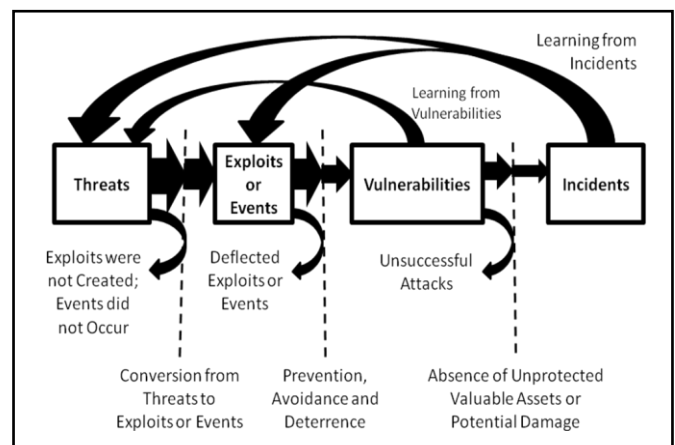 Learning from
Incidents
Learning from
Vulnerabilities
Threats
Exploits
or
Events
Vulnerabilities
Incidents
Exploits were
not Created;
Events did
not Occur
Deflected
Exploits or
Events
Unsuccessful
Attacks
Conversion from
Threats to
Exploits or Events
Prevention,
Avoidance and
Deterrence
Absence of Unprotected
Valuable Assets or
Potential Damage